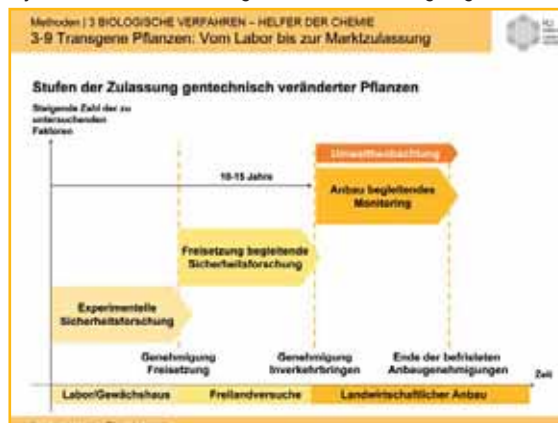 Methoden | 3 BIOLOGISCHE VERFAHREN – HELFER DER CHEMIE
3-9 Transgene Pflanzen: Vom Labor bis zur Marktzulassung
Stufen der Zulassung gentechnisch veränderter Pflanzen
Steigende Zahl der zu
untersuchenden
Faktoren
Umweltbeobachtung
10-15 Jahre
Anbau begleitendes
Monitoring
Freisetzung begleitende
Sicherheitsforschung
Experimentelle
Sicherheitsforschung
Genehmigung
Freisetzung
Genehmigung
Inverkehrbringen
Ende der befristeten
Anbaugenehmigungen
Zeit
Labor/Gewächshaus
Freilandversuche
Landwirtschaftlicher Anbau